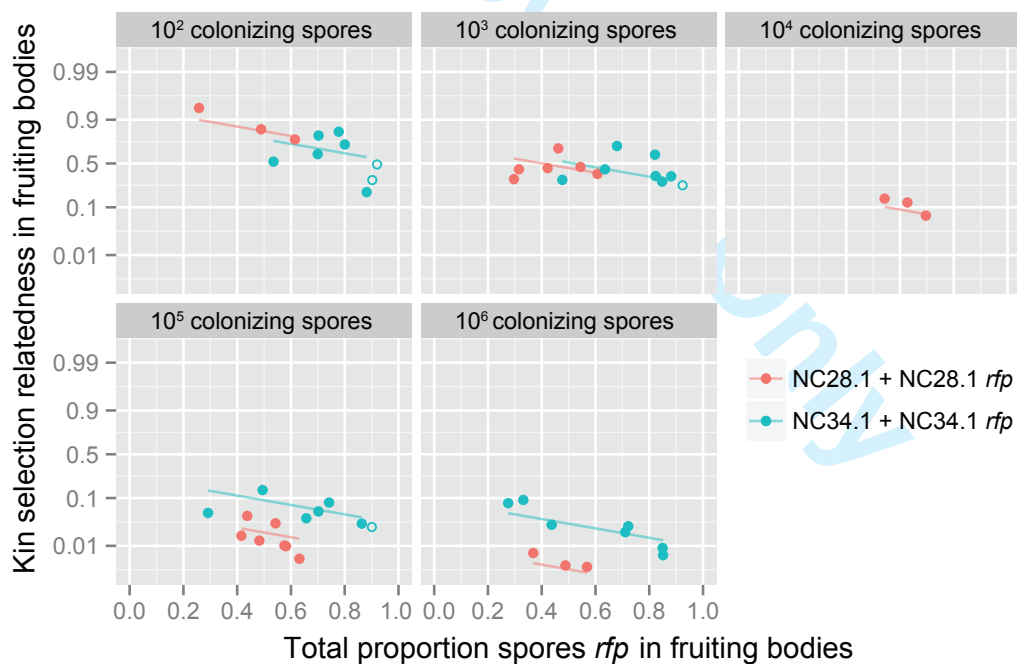 10² colonizing spores
10³ colonizing spores
10⁴ colonizing spores
0.99
0.9
0.5
0.1
0.01
Kin selection relatedness in fruiting bodies
10⁵ colonizing spores
10⁶ colonizing spores
0.99
0.9
0.5
0.1
0.01
NC28.1 + NC28.1 rfp
NC34.1 + NC34.1 rfp
0.0 0.2 0.4 0.6 0.8 1.0
0.0 0.2 0.4 0.6 0.8 1.0
Total proportion spores rfp in fruiting bodies
only